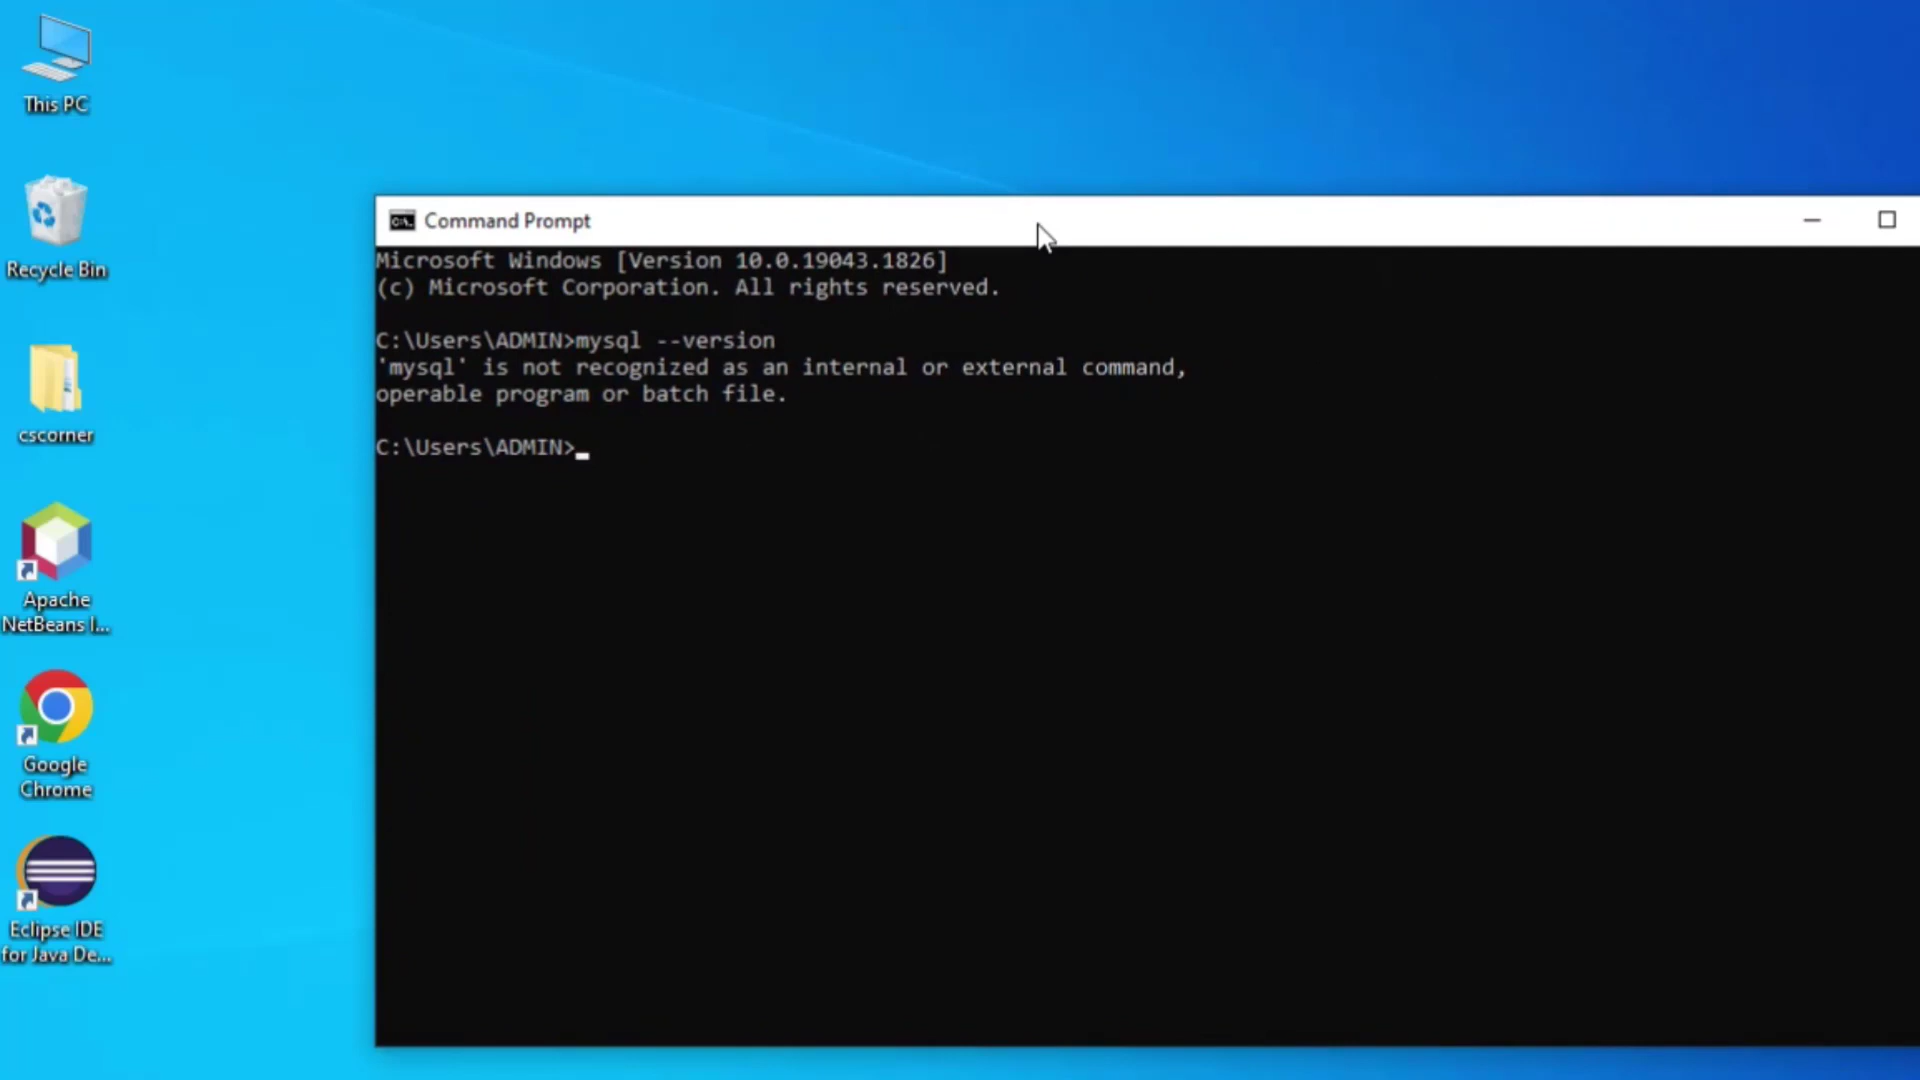 This PC
Recycle Bin
cscorner
Apache
NetBeans I...
Google
Chrome
Eclipse IDE
for Java De...
Command Prompt
Microsoft Windows [Version 10.0.19043.1826]
(c) Microsoft Corporation. All rights reserved.
C:\Users\ADMIN>mysql --version
'mysql' is not recognized as an internal or external command,
operable program or batch file.
C:\Users\ADMIN>